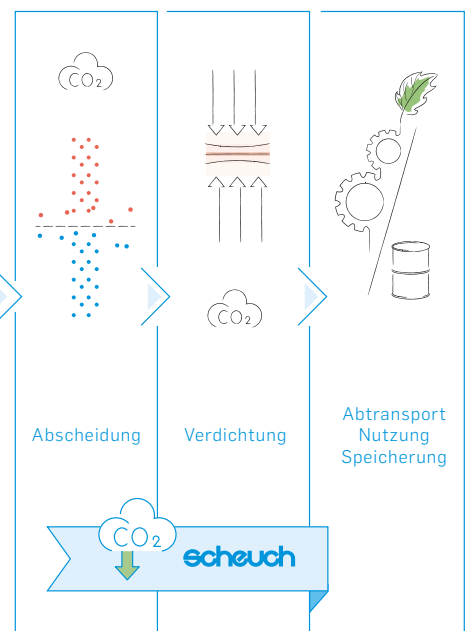 CO2
CO2
Abscheidung
Verdichtung
Abtransport
Nutzung
Speicherung
CO2
scheuch